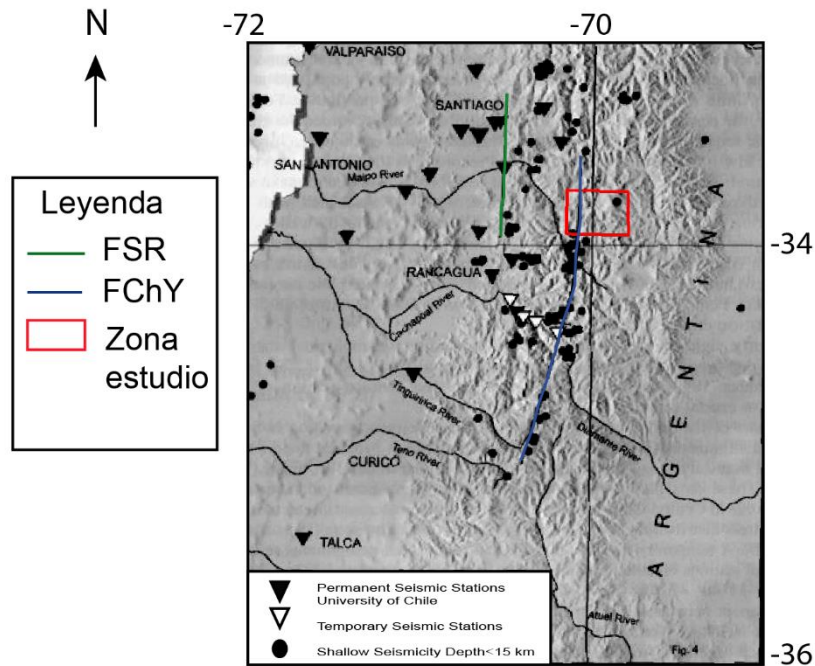 N
-72
-70
VALPARAISO
SANTIAGO
SAN ANTONIO
Maipo River
Leyenda
FSR
FChY
Zona
estudio
-34
RANCAGUA
Cachapoal River
Tinguiririca River
Teno River
Diamante River
CURICÓ
ARGENTINA
TALCA
Permanent Seismic Stations
University of Chile
Temporary Seismic Stations
Shallow Seismicity Depth<15 km
Atuel River
Fig. 4
-36